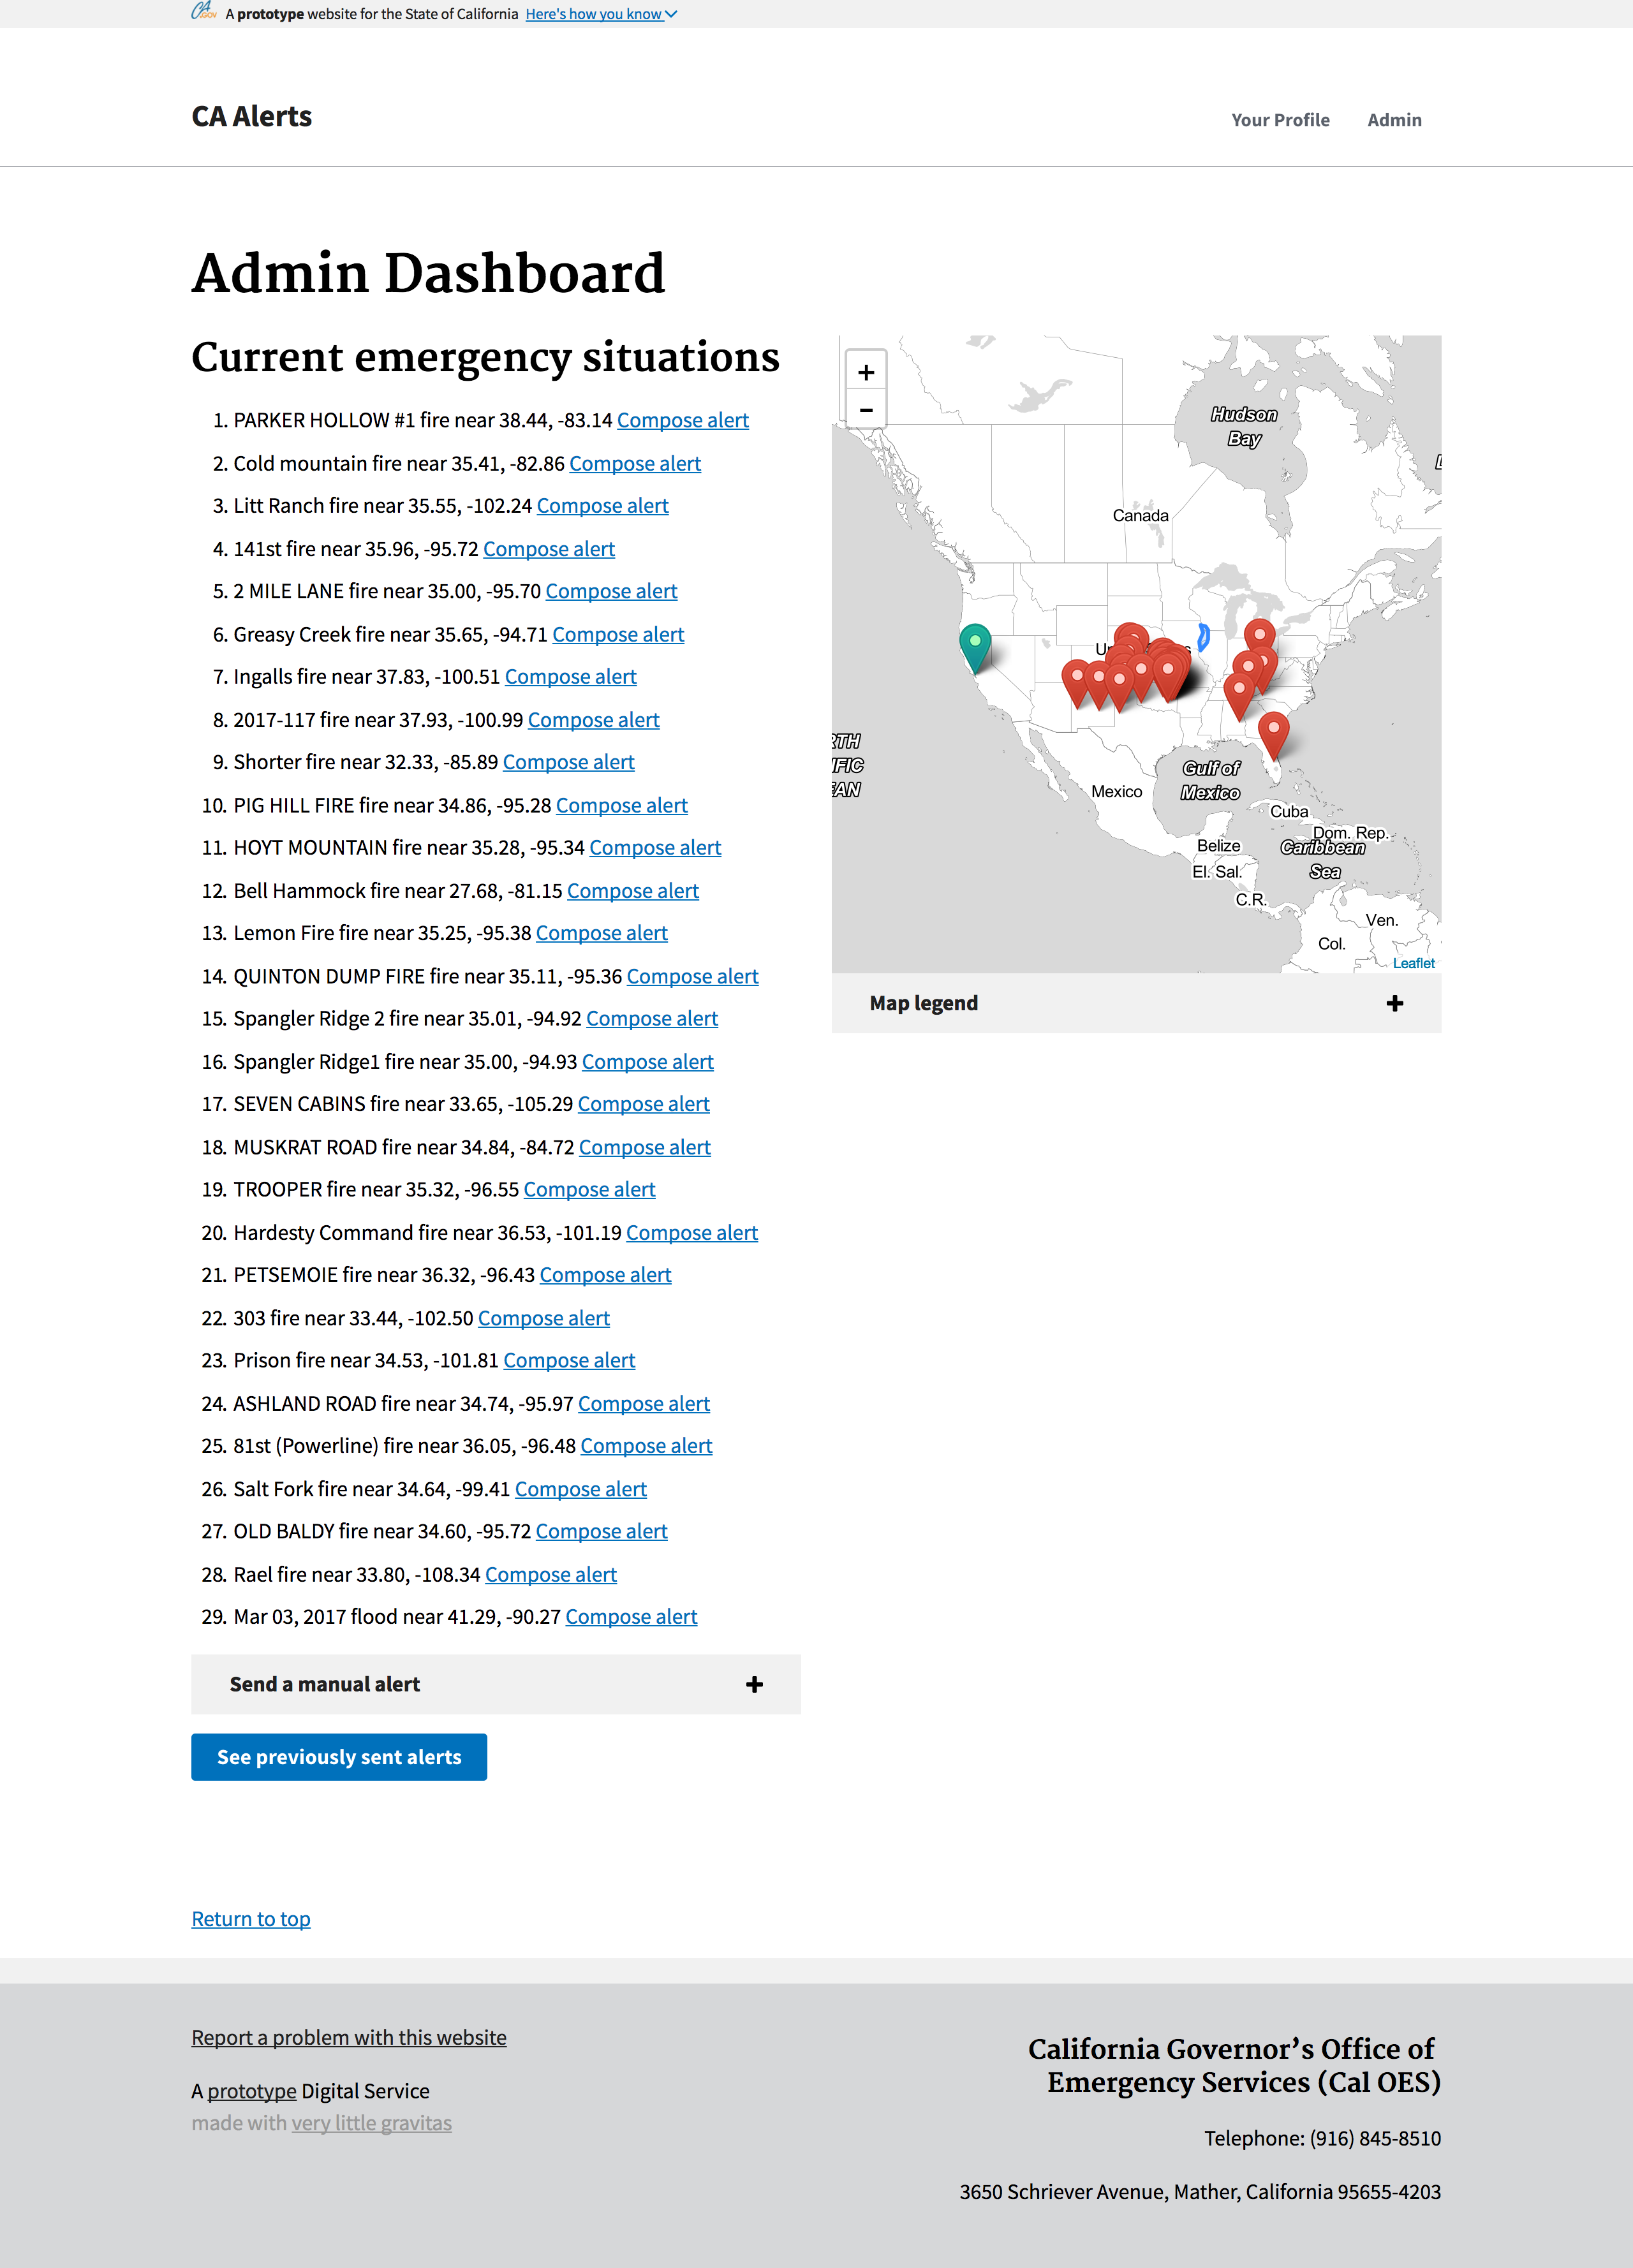 CA.GOV A prototype website for the State of California Here's how you know
CA Alerts
Your Profile Admin
Admin Dashboard
Current emergency situations
1. PARKER HOLLOW #1 fire near 38.44, -83.14 Compose alert
2. Cold mountain fire near 35.41, -82.86 Compose alert
3. Litt Ranch fire near 35.55, -102.24 Compose alert
4. 141st fire near 35.96, -95.72 Compose alert
5. 2 MILE LANE fire near 35.00, -95.70 Compose alert
6. Greasy Creek fire near 35.65, -94.71 Compose alert
7. Ingalls fire near 37.83, -100.51 Compose alert
8. 2017-117 fire near 37.93, -100.99 Compose alert
9. Shorter fire near 32.33, -85.89 Compose alert
10. PIG HILL FIRE fire near 34.86, -95.28 Compose alert
11. HOYT MOUNTAIN fire near 35.28, -95.34 Compose alert
12. Bell Hammock fire near 27.68, -81.15 Compose alert
13. Lemon Fire fire near 35.25, -95.38 Compose alert
14. QUINTON DUMP FIRE fire near 35.11, -95.36 Compose alert
15. Spangler Ridge 2 fire near 35.01, -94.92 Compose alert
16. Spangler Ridge1 fire near 35.00, -94.93 Compose alert
17. SEVEN CABINS fire near 33.65, -105.29 Compose alert
18. MUSKRAT ROAD fire near 34.84, -84.72 Compose alert
19. TROOPER fire near 35.32, -96.55 Compose alert
20. Hardesty Command fire near 36.53, -101.19 Compose alert
21. PETSEMOIE fire near 36.32, -96.43 Compose alert
22. 303 fire near 33.44, -102.50 Compose alert
23. Prison fire near 34.53, -101.81 Compose alert
24. ASHLAND ROAD fire near 34.74, -95.97 Compose alert
25. 81st (Powerline) fire near 36.05, -96.48 Compose alert
26. Salt Fork fire near 34.64, -99.41 Compose alert
27. OLD BALDY fire near 34.60, -95.72 Compose alert
28. Rael fire near 33.80, -108.34 Compose alert
29. Mar 03, 2017 flood near 41.29, -90.27 Compose alert
Send a manual alert
See previously sent alerts
+
−
Hudson
Bay
Canada
RTH
IFIC
EAN
Mexico
Gulf of
Mexico
Cuba
Dom. Rep.
Belize
Caribbean
Sea
El. Sal.
C.R.
Ven.
Col.
Leaflet
Map legend
Return to top
Report a problem with this website
A prototype Digital Service
made with very little gravitas
California Governor’s Office of
Emergency Services (Cal OES)
Telephone: (916) 845-8510
3650 Schriever Avenue, Mather, California 95655-4203